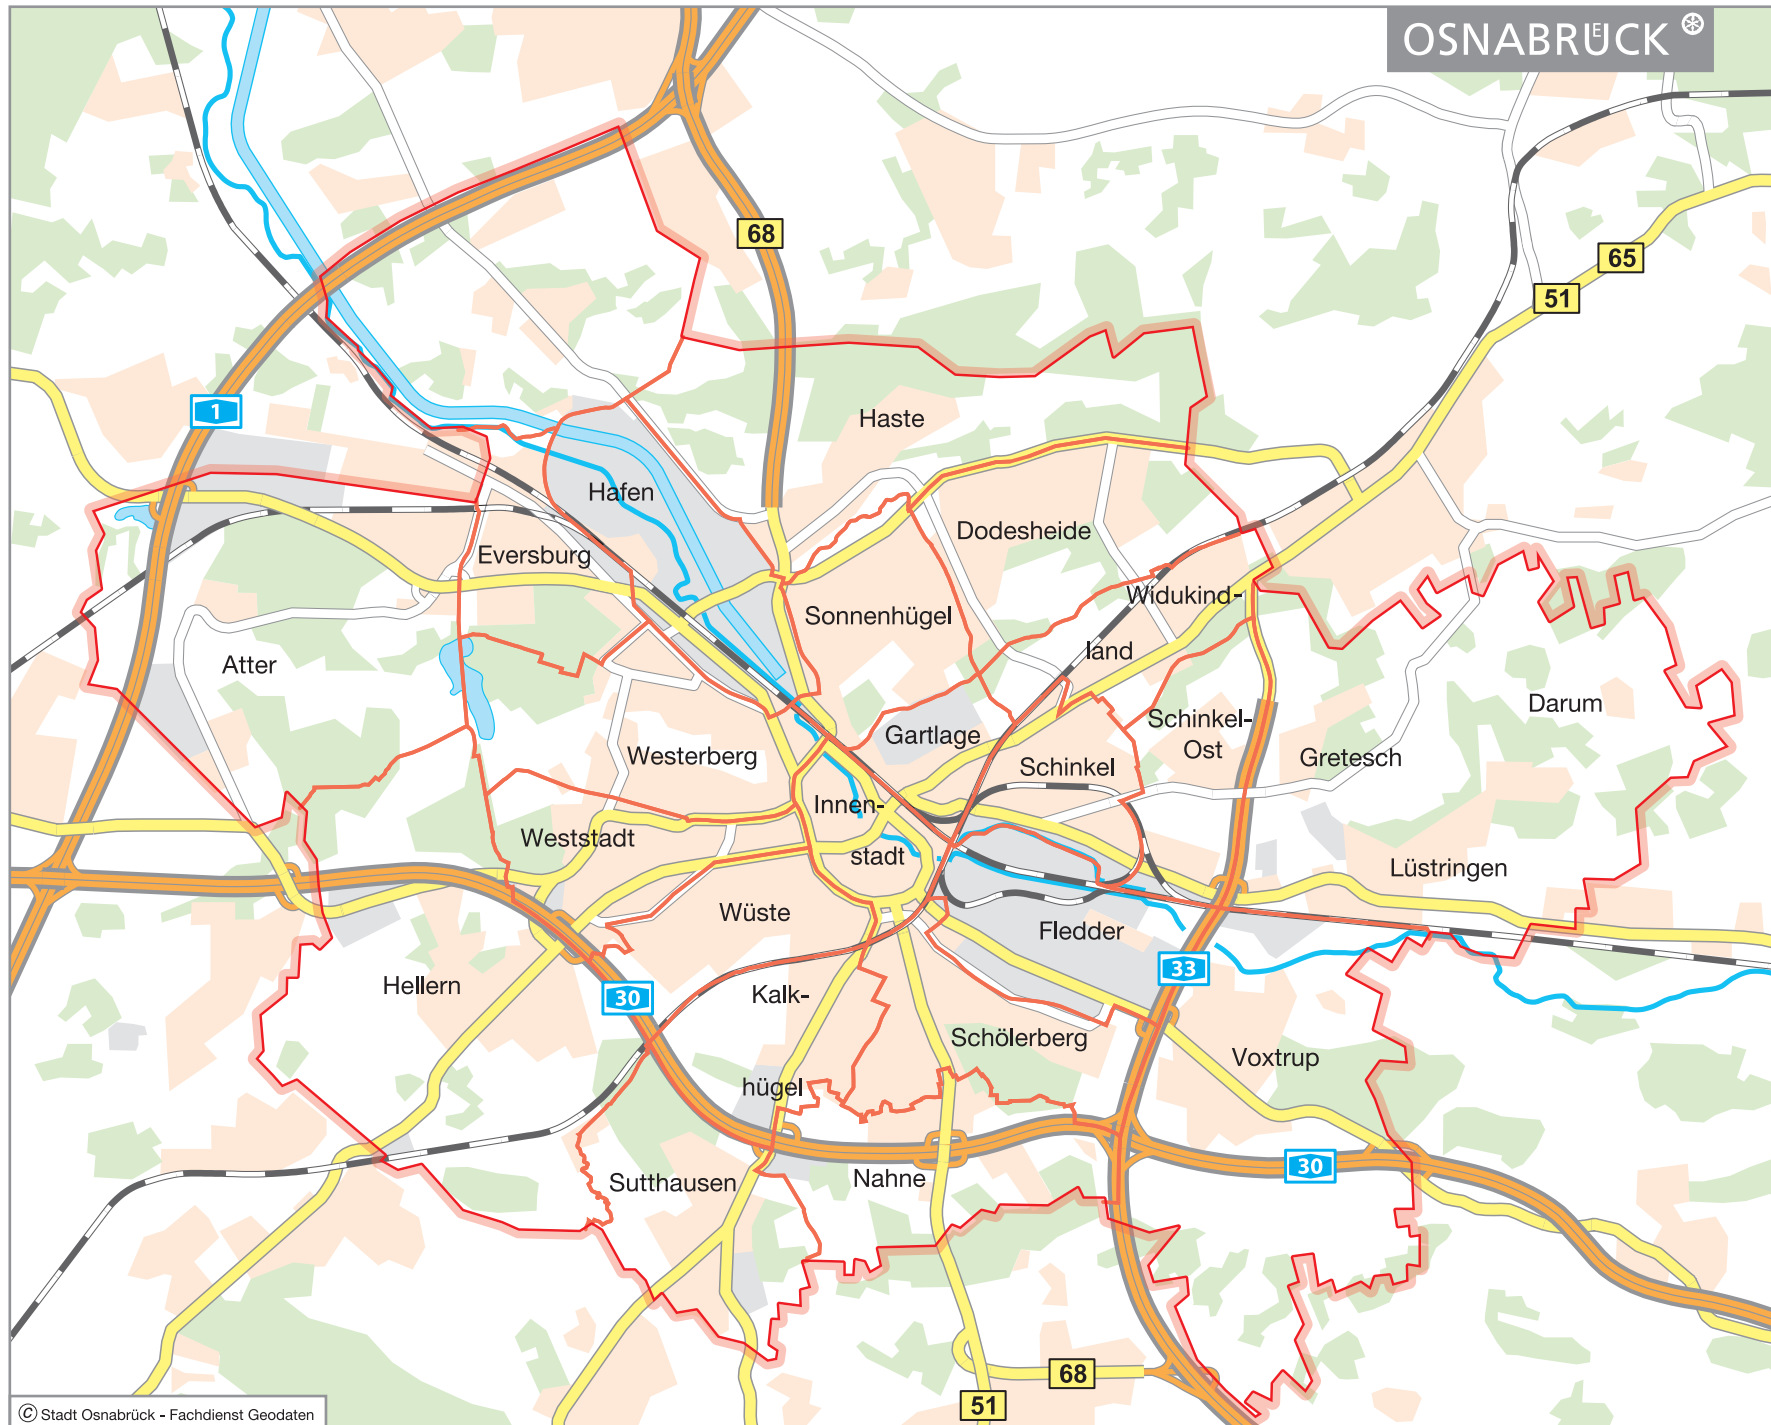 OSNABRÜCK
E
68
65
51
1
Haste
Hafen
Dodesheide
Eversburg
Widukind-
land
Sonnenhügel
Atter
Darum
Schinkel-
Ost
Gartlage
Westerberg
Schinkel
Gretesch
Innen-
stadt
Weststadt
Lüstringen
Wüste
Fledder
33
Hellern
30
Kalk-
hügel
Schölerberg
Voxtrup
Sutthausen
Nahne
30
68
51
© Stadt Osnabrück - Fachdienst Geodaten